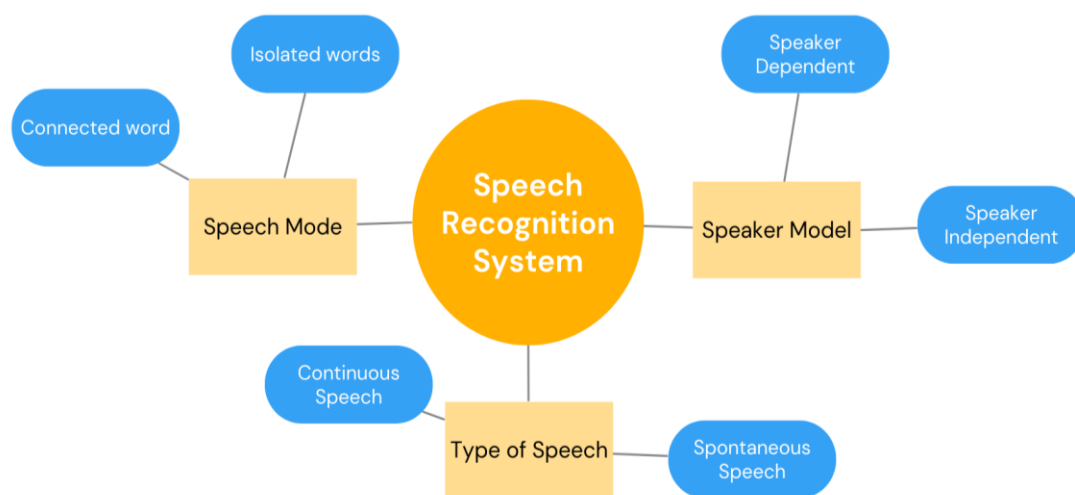 Isolated words
Connected word
Speech Mode
Speech
Recognition
System
Speaker
Dependent
Speaker Model
Speaker
Independent
Continuous
Speech
Type of Speech
Spontaneous
Speech